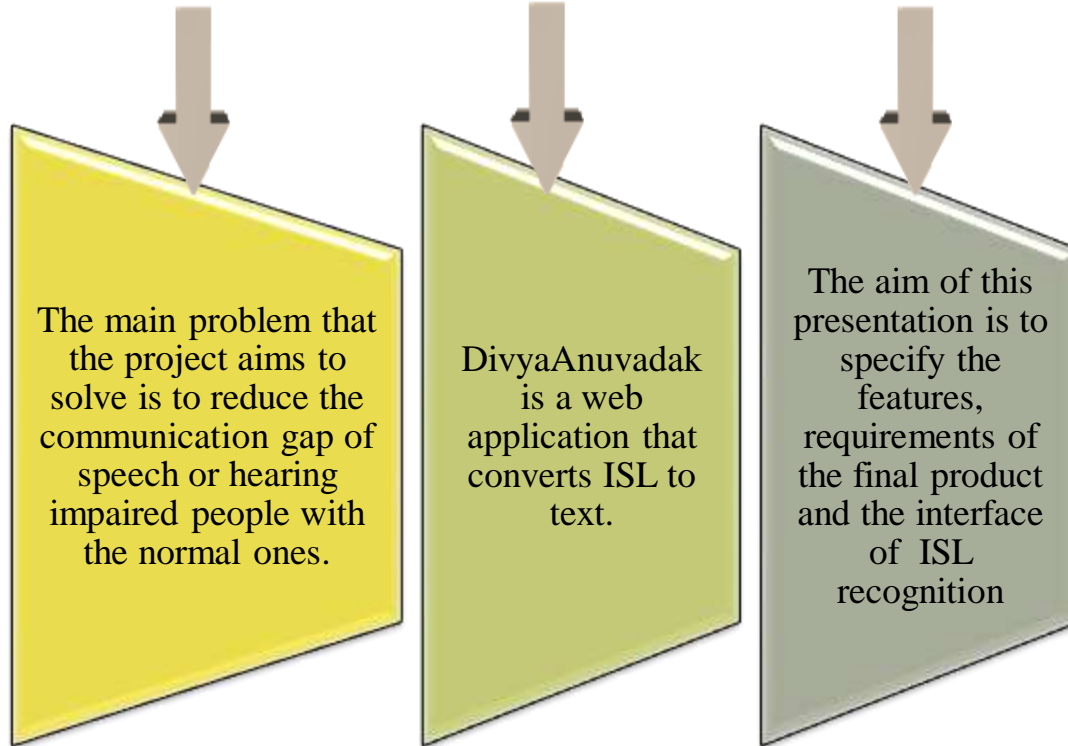 The main problem that
the project aims to
solve is to reduce the
communication gap of
speech or hearing
impaired people with
the normal ones.
DivyaAnuvadak
is a web
application that
converts ISL to
text.
The aim of this
presentation is to
specify the
features,
requirements of
the final product
and the interface
of ISL
recognition